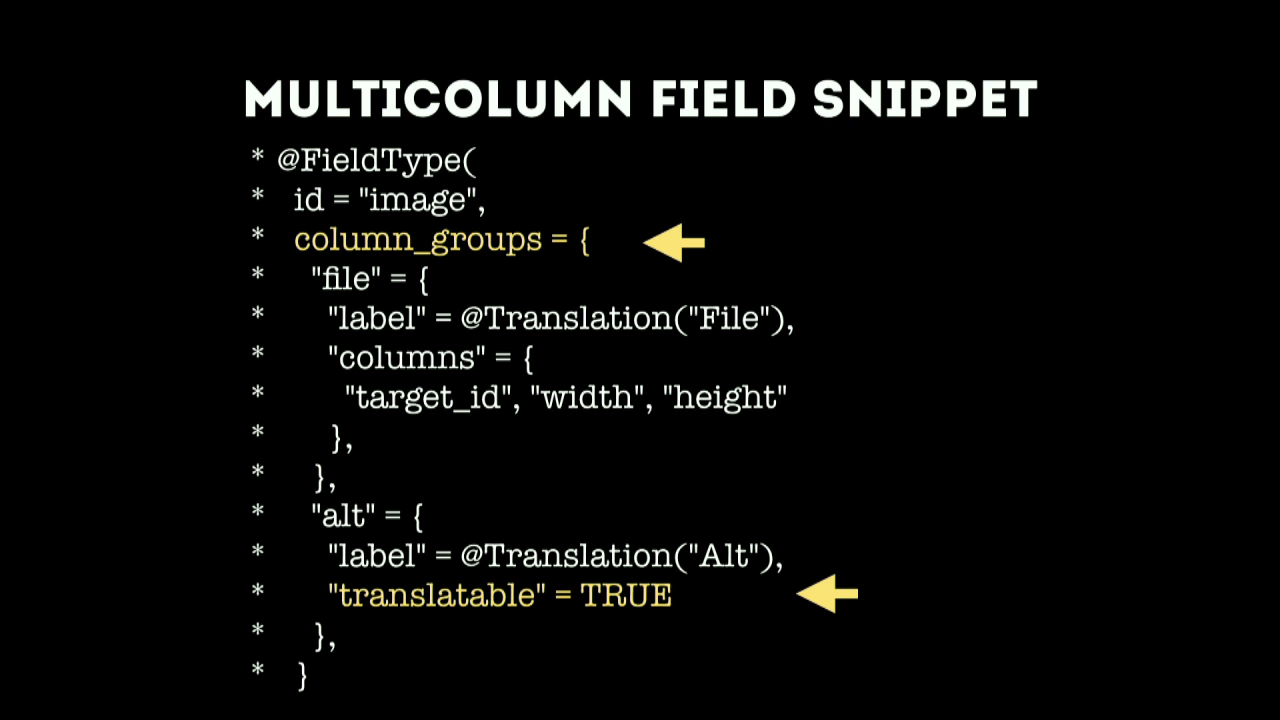 MULTICOLUMN FIELD SNIPPET
* @FieldType(
* id = "image",
* column_groups = {
* "file" = {
* "label" = @Translation("File"),
* "columns" = {
* "target_id", "width", "height"
* },
* },
* "alt" = {
* "label" = @Translation("Alt"),
* "translatable" = TRUE
* },
* }